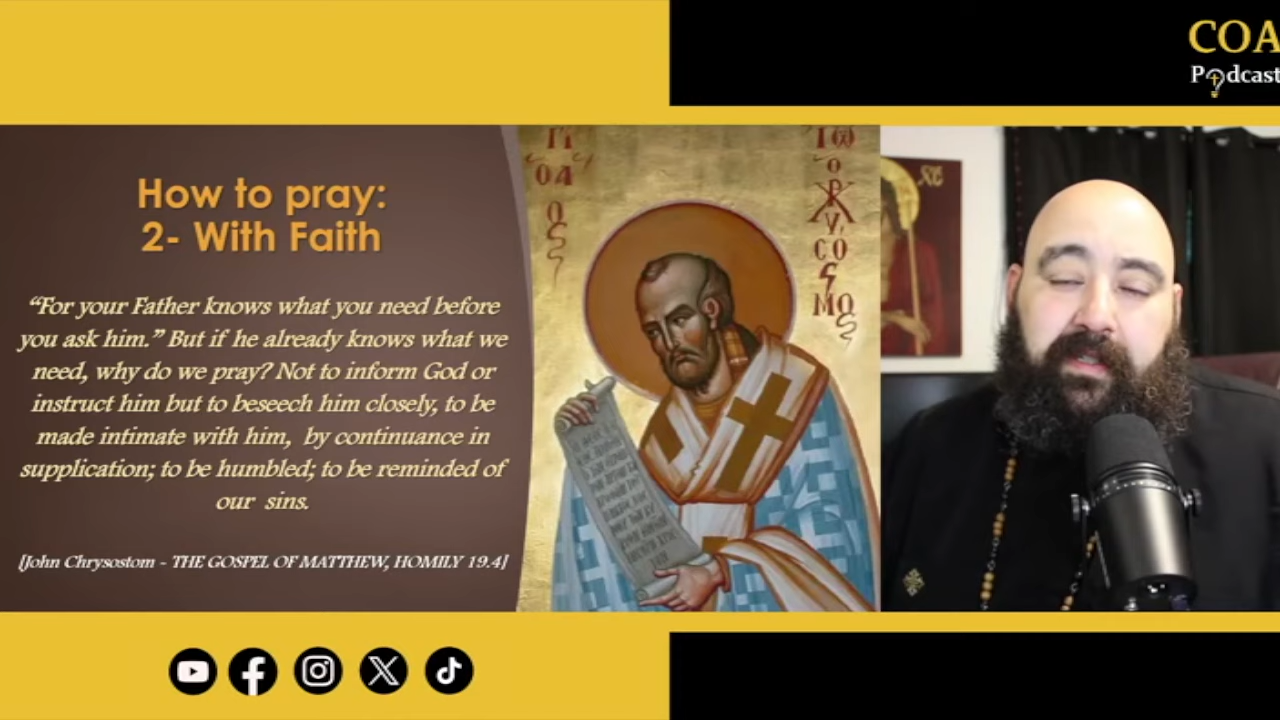 COA
Podcast
How to pray:
2- With Faith
“For your Father knows what you need before
you ask him.” But if he already knows what we
need, why do we pray? Not to inform God or
instruct him but to beseech him closely, to be
made intimate with him,  by continuance in
supplication; to be humbled; to be reminded of
our  sins.
[John Chrysostom - THE GOSPEL OF MATTHEW, HOMILY 19.4]